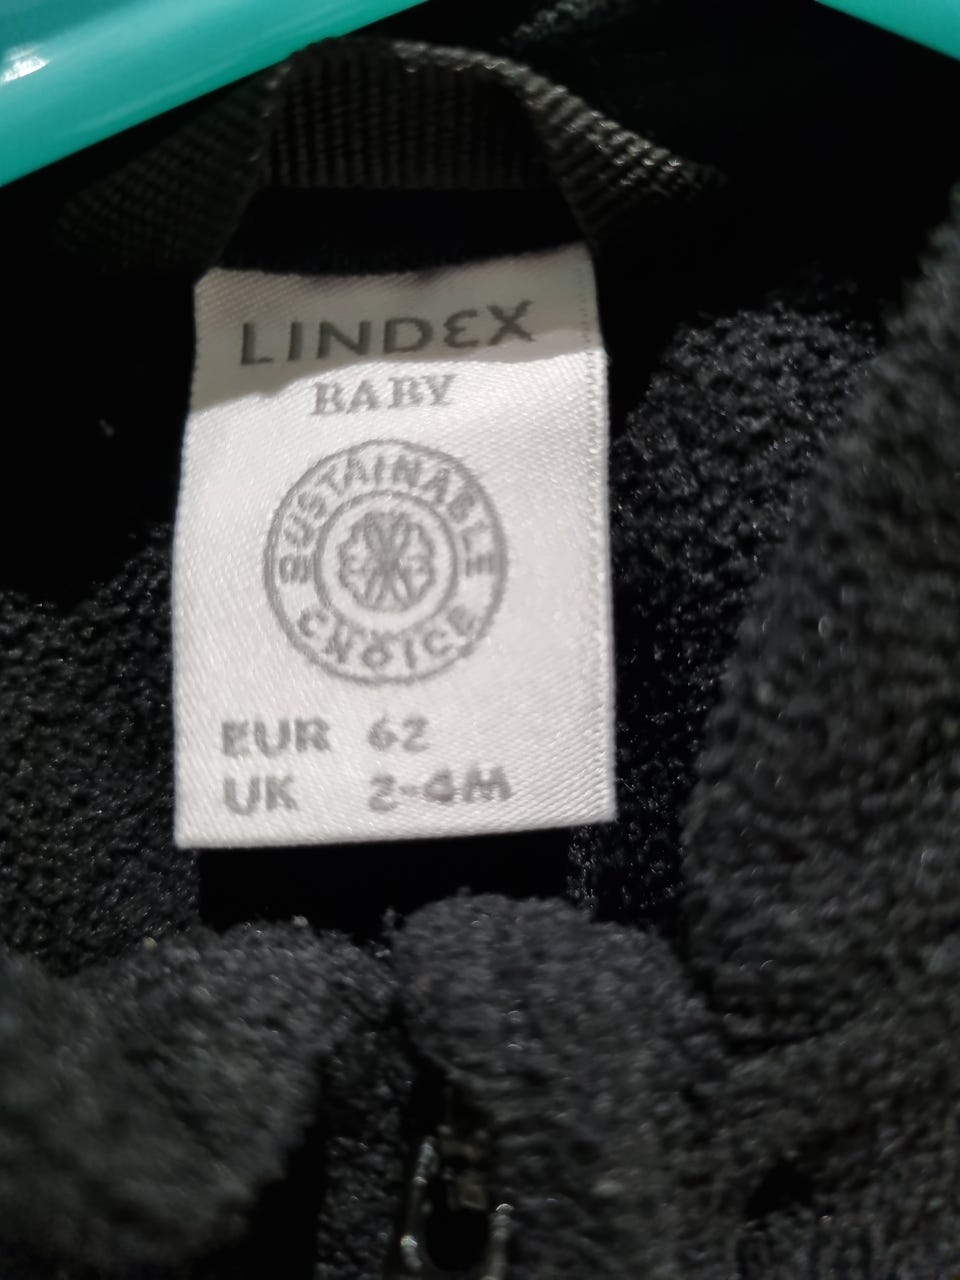 LINDEX
BABY
SUSTAINABLE
CHOICE
EUR 62
UK 2-4M